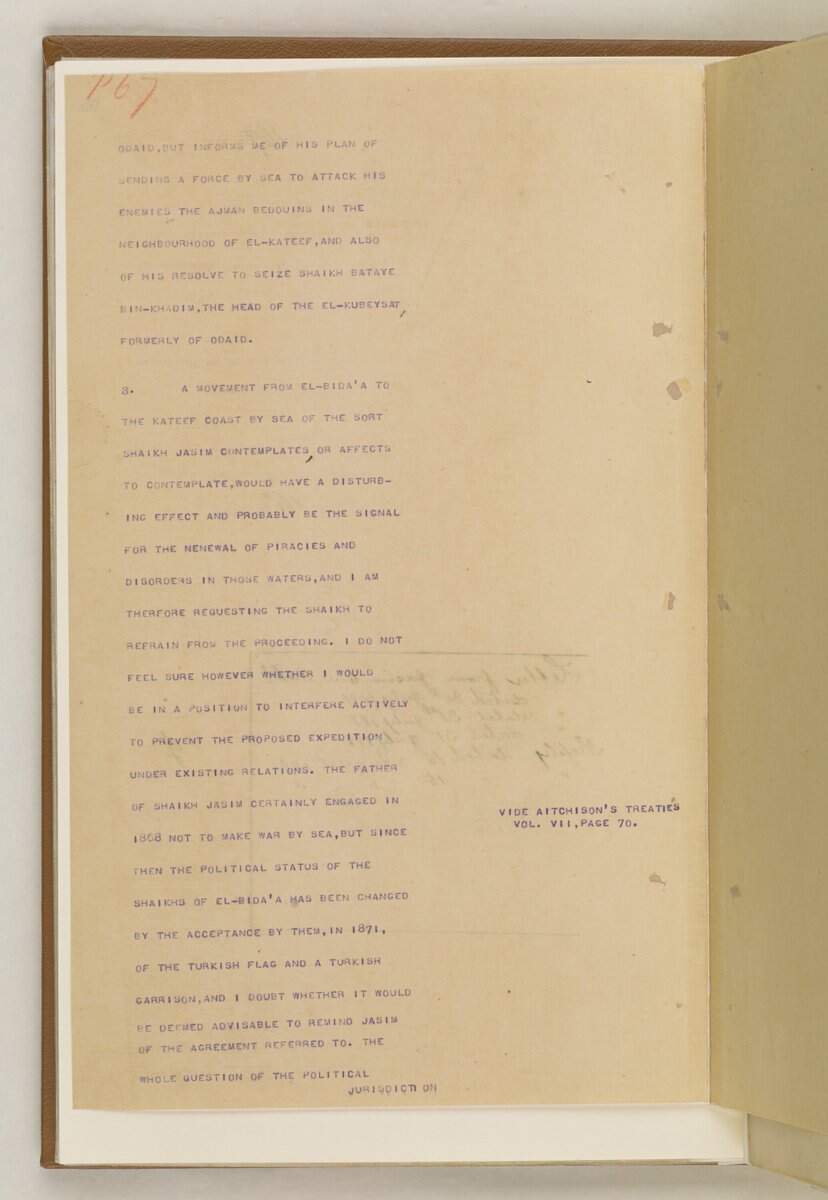 P67
ODAID,BUT INFORMS ME OF HIS PLAN OF
SENDING A FORCE BY SEA TO ATTACK HIS
ENEMIES THE AJMAN BEDOUINS IN THE
NEIGHBOURHOOD OF EL-KATEEF,AND ALSO
OF HIS RESOLVE TO SEIZE SHAIKH BATAYE
BIN-KHADIM,THE HEAD OF THE EL-KUBEYSAT,
FORMERLY OF ODAID.
3. A MOVEMENT FROM EL-BIDA'A TO
THE KATEEF COAST BY SEA OF THE SORT
SHAIKH JASIM CONTEMPLATES, OR AFFECTS
TO CONTEMPLATE,WOULD HAVE A DISTURB-
ING EFFECT AND PROBABLY BE THE SIGNAL
FOR THE NENEWAL OF PIRACIES AND
DISORDERS IN THOSE WATERS,AND I AM
THERFORE REQUESTING THE SHAIKH TO
REFRAIN FROM THE PROCEEDING. I DO NOT
FEEL SURE HOWEVER WHETHER I WOULD
BE IN A POSITION TO INTERFERE ACTIVELY
TO PREVENT THE PROPOSED EXPEDITION
UNDER EXISTING RELATIONS. THE FATHER
OF SHAIKH JASIM CERTAINLY ENGAGED IN
1868 NOT TO MAKE WAR BY SEA,BUT SINCE
THEN THE POLITICAL STATUS OF THE
SHAIKHS OF EL-BIDA'A HAS BEEN CHANGED
BY THE ACCEPTANCE BY THEM,IN 1871,
OF THE TURKISH FLAG AND A TURKISH
GARRISON,AND I DOUBT WHETHER IT WOULD
BE DEEMED ADVISABLE TO REMIND JASIM
OF THE AGREEMENT REFERRED TO. THE
WHOLE QUESTION OF THE POLITICAL
JURISDICTION
VIDE AITCHISON'S TREATIES
VOL. VII,PAGE 70.